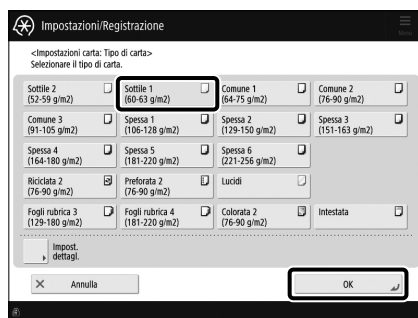 Impostazioni/Registrazione
Menu
<Impostazioni carta: Tipo di carta>
Selezionare il tipo di carta.
Sottile 2
(52-59 g/m2)
Sottile 1
(60-63 g/m2)
Comune 1
(64-75 g/m2)
Comune 2
(76-90 g/m2)
Comune 3
(91-105 g/m2)
Spessa 1
(106-128 g/m2)
Spessa 2
(129-150 g/m2)
Spessa 3
(151-163 g/m2)
Spessa 4
(164-180 g/m2)
Spessa 5
(181-220 g/m2)
Spessa 6
(221-256 g/m2)
Riciclata 2
(76-90 g/m2)
Preforata 2
(76-90 g/m2)
Lucidi
Fogli rubrica 3
(129-180 g/m2)
Fogli rubrica 4
(181-220 g/m2)
Colorata 2
(76-90 g/m2)
Intestata
Impost.
dettagl.
Annulla
OK